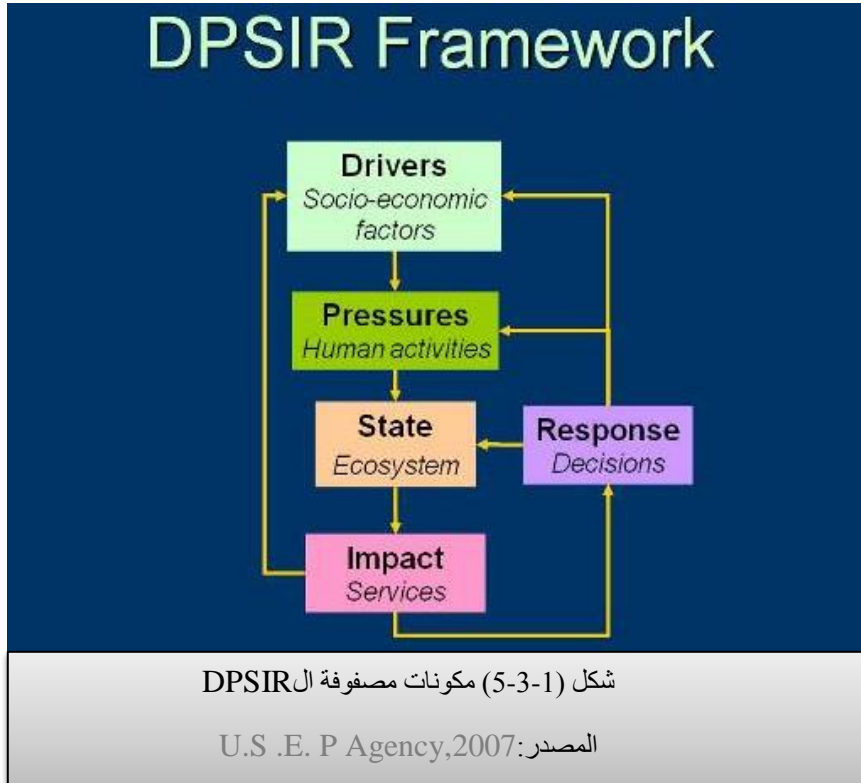 DPSIR Framework
Drivers
Socio-economic
factors
Pressures
Human activities
State
Ecosystem
Response
Decisions
Impact
Services
شكل (1-3-5) مكونات مصفوفة الDPSIR
المصدر:U.S .E. P Agency,2007